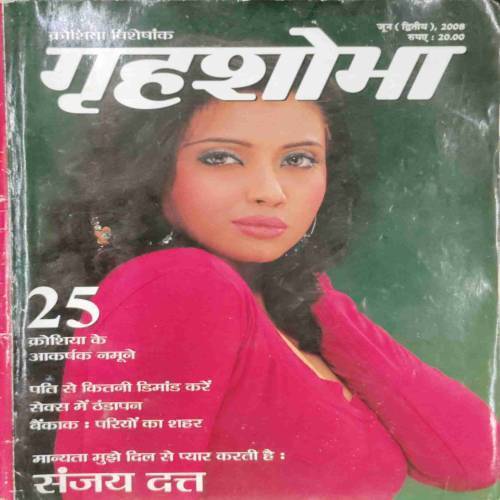 क्रोशिया विशेषांक
जून (द्वितीय), 2008
रुपए : 20.00
गृहशोभा
25
क्रोशिया के
आकर्षक नमूने
पति से कितनी डिमांड करें
सेक्स में ठंडापन
बैंकाक : परियों का शहर
मान्यता मुझे दिल से प्यार करती है :
संजय दत्त